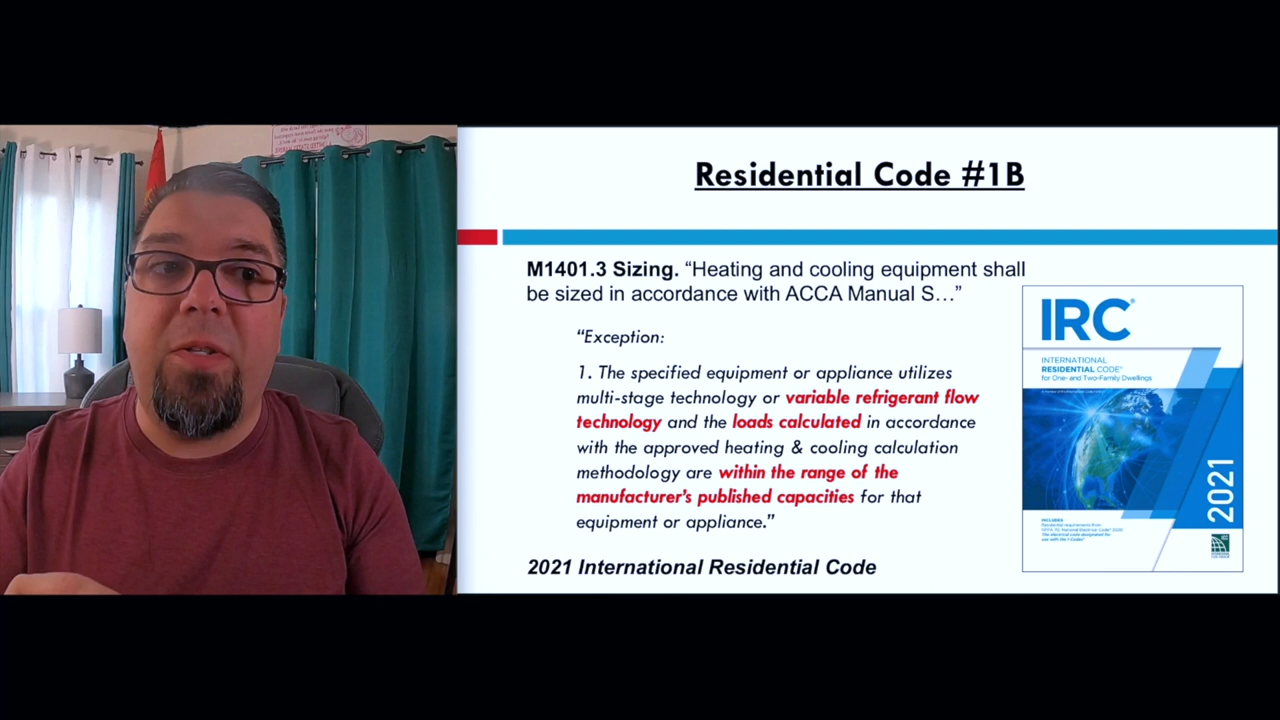 Residential Code #1B
M1401.3 Sizing. “Heating and cooling equipment shall
be sized in accordance with ACCA Manual S…”
“Exception:
1. The specified equipment or appliance utilizes
multi-stage technology or variable refrigerant flow
technology and the loads calculated in accordance
with the approved heating & cooling calculation
methodology are within the range of the
manufacturer’s published capacities for that
equipment or appliance.”
2021 International Residential Code
IRC®
INTERNATIONAL
RESIDENTIAL CODE®
for One- and Two-Family Dwellings
2021